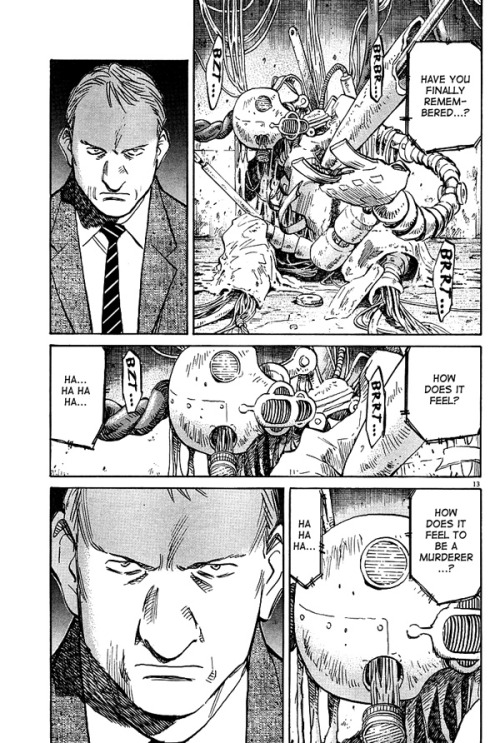 HAVE YOU
FINALLY
REMEM-
BERED...?
BRBR...
BZT...
BRRT...
HOW
DOES IT
FEEL?
BRRT...
BZT...
HA...
HA HA
HA...
13
HOW
DOES IT
FEEL TO
BE A
MURDERER
...?
HA
HA
HA...